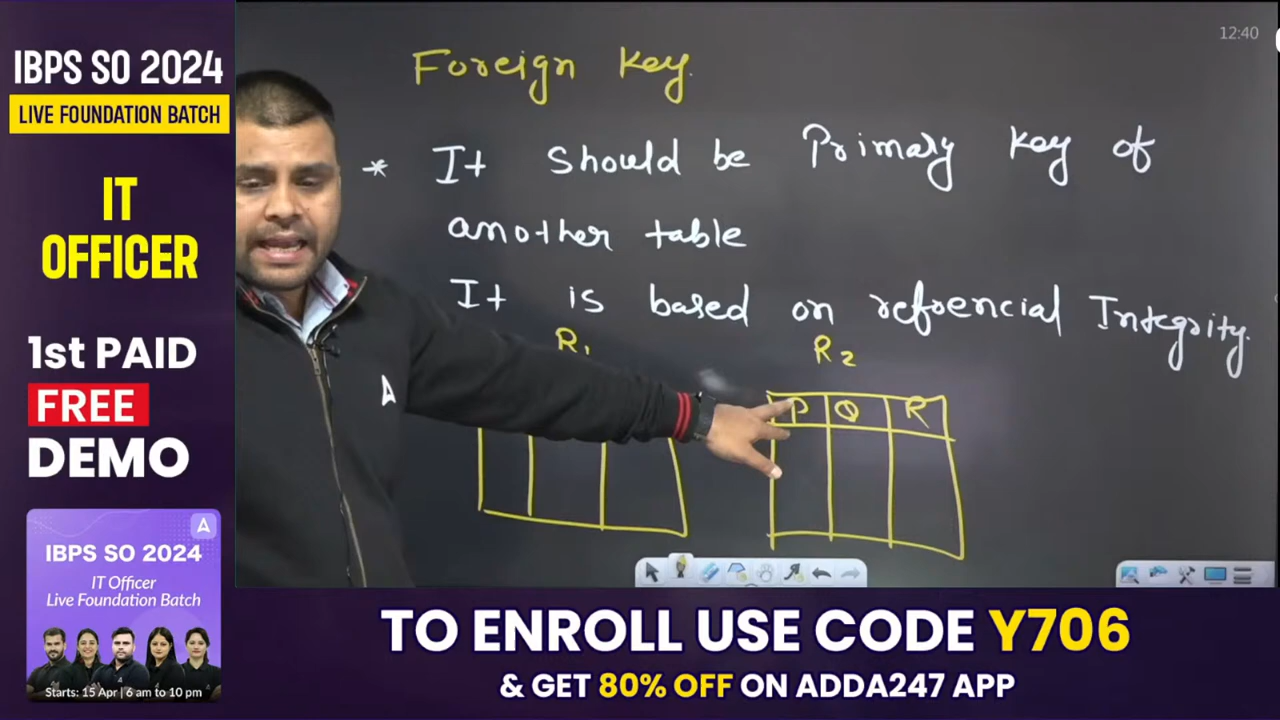 IBPS SO 2024
LIVE FOUNDATION BATCH
IT
OFFICER
1st PAID
FREE
DEMO
IBPS SO 2024
IT Officer
Live Foundation Batch
Starts: 15 Apr | 6 am to 10 pm
12:40
Foreign Key.
* It should be Primary Key of
another table
It is based on refrencial Integrity.
R1 R2
P Q R
A
TO ENROLL USE CODE Y706
& GET 80% OFF ON ADDA247 APP